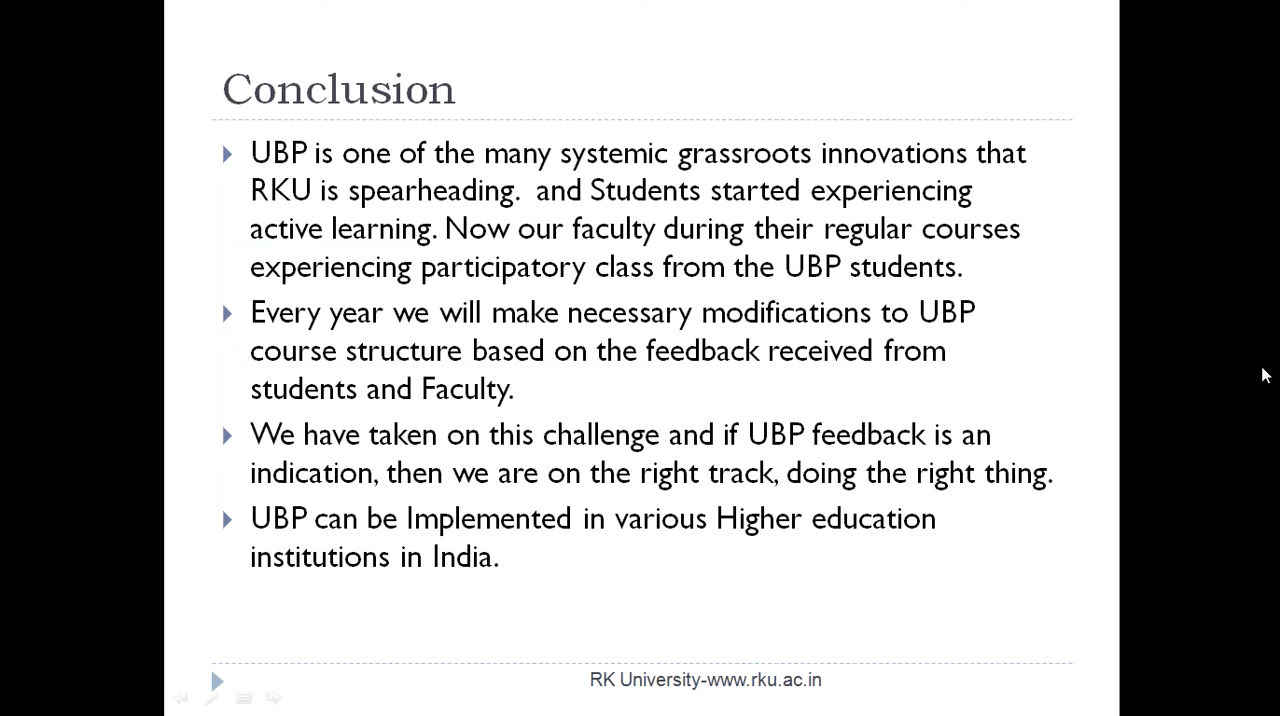 Conclusion
UBP is one of the many systemic grassroots innovations that
RKU is spearheading.  and Students started experiencing
active learning. Now our faculty during their regular courses
experiencing participatory class from the UBP students.
Every year we will make necessary modifications to UBP
course structure based on the feedback received from
students and Faculty.
We have taken on this challenge and if UBP feedback is an
indication, then we are on the right track, doing the right thing.
UBP can be Implemented in various Higher education
institutions in India.
RK University-www.rku.ac.in